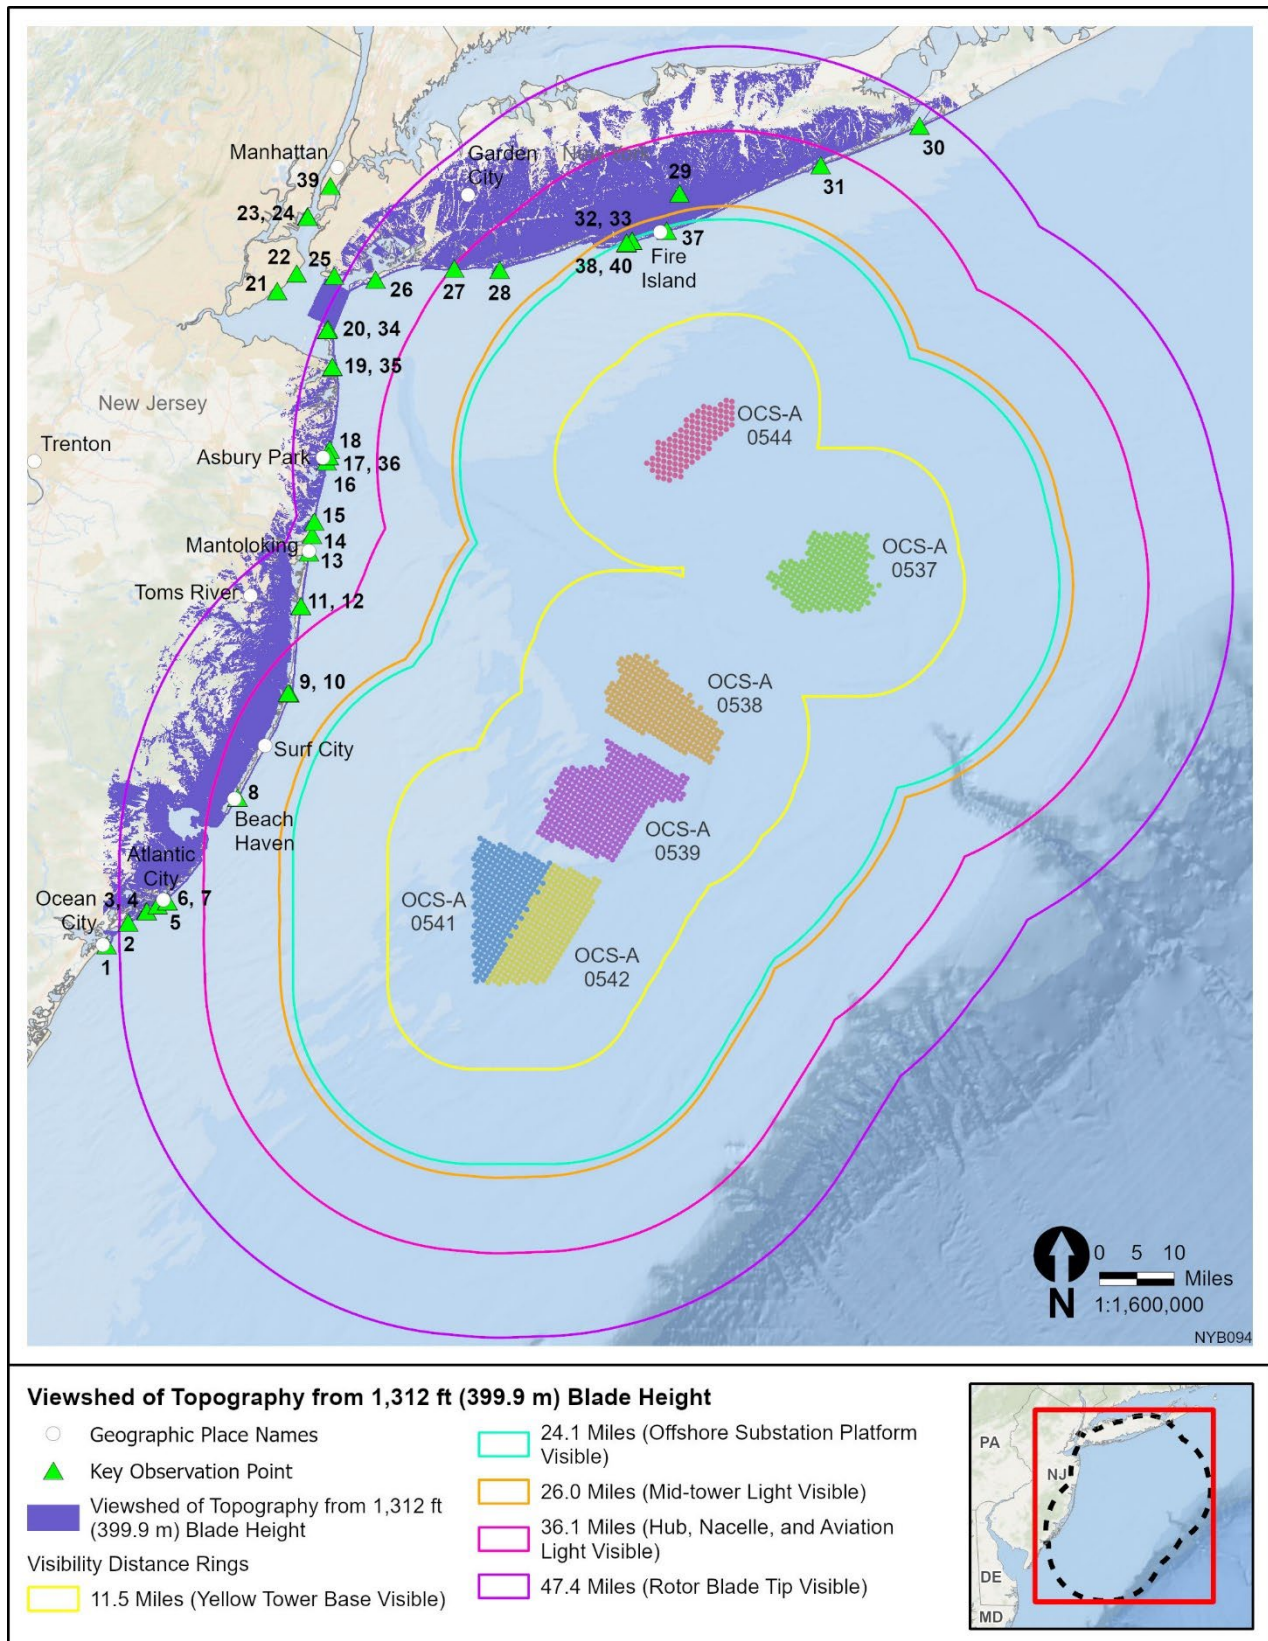 Manhattan
39
23, 24
22
25
21
26
20, 34
19, 35
Garden
City
New York
29
30
31
32, 33
37
38, 40
Fire
Island
27
28
New Jersey
Trenton
18
Asbury Park
17, 36
16
15
14
Mantoloking
13
Toms River
11, 12
9, 10
Surf City
8
Beach
Haven
Atlantic
City
Ocean
City
3, 4
6, 7
5
2
1
OCS-A
0544
OCS-A
0537
OCS-A
0538
OCS-A
0539
OCS-A
0541
OCS-A
0542
N
0 5 10
Miles
1:1,600,000
NYB094
Viewshed of Topography from 1,312 ft (399.9 m) Blade Height
Geographic Place Names
Key Observation Point
Viewshed of Topography from 1,312 ft
(399.9 m) Blade Height
Visibility Distance Rings
11.5 Miles (Yellow Tower Base Visible)
24.1 Miles (Offshore Substation Platform
Visible)
26.0 Miles (Mid-tower Light Visible)
36.1 Miles (Hub, Nacelle, and Aviation
Light Visible)
47.4 Miles (Rotor Blade Tip Visible)
PA
NJ
DE
MD